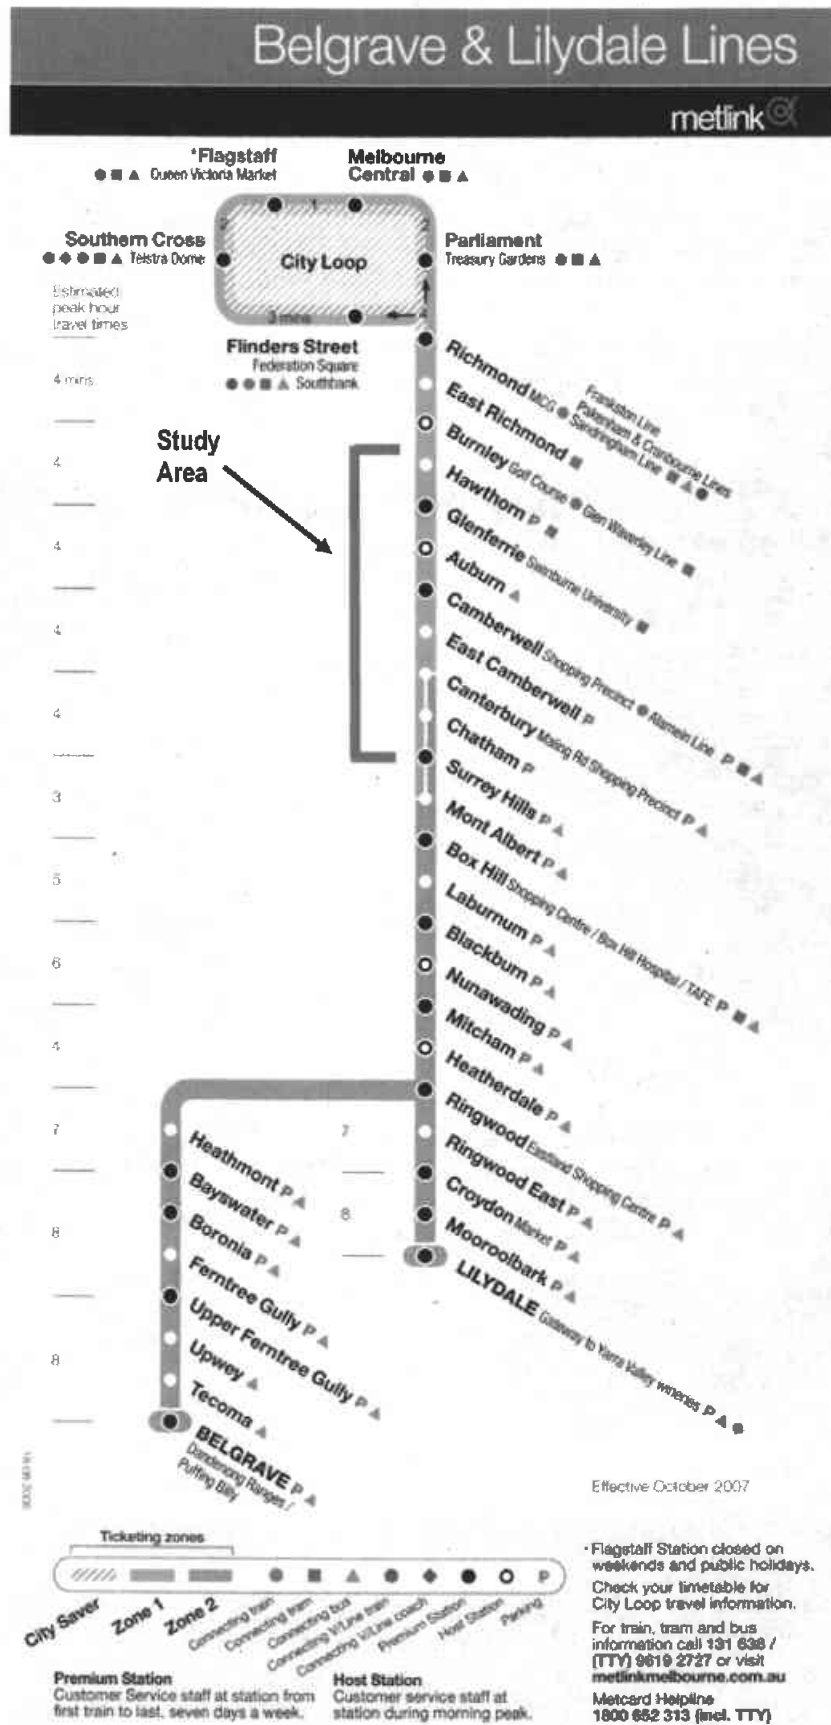 Belgrave & Lilydale Lines
metlink
*Flagstaff
Queen Victoria Market
Melbourne
Central
Southern Cross
Telstra Dome
2
1
2
City Loop
Parliament
Treasury Gardens
Estimated
peak hour
travel times
3 mins
4
Flinders Street
Federation Square
Southbank
Study
Area
4 mins
4
4
4
4
3
5
6
4
7
8
8
7
8
Richmond MCG Sandringham Line
Frankston Line
Pakenham & Cranbourne Lines
East Richmond
Burnley Golf Course Glen Waverley Line
Hawthorn P
Glenferrie Swinburne University
Auburn
Camberwell Shopping Precinct Alamein Line P
East Camberwell P
Canterbury Maling Rd Shopping Precinct P
Chatham P
Surrey Hills P
Mont Albert P
Box Hill Shopping Centre / Box Hill Hospital / TAFE P
Laburnum P
Blackburn P
Nunawading P
Mitcham P
Heatherdale P
Ringwood Eastland Shopping Centre P
Ringwood East P
Croydon Market P
Mooroolbark P
LILYDALE Gateway to Yarra Valley wineries P
Heathmont P
Bayswater P
Boronia P
Ferntree Gully P
Upper Ferntree Gully P
Upwey
Tecoma
BELGRAVE P
Dandenong Ranges /
Puffing Billy
Effective October 2007
Ticketing zones
P
City Saver
Zone 1
Zone 2
Connecting train
Connecting tram
Connecting bus
Connecting V/Line train
Connecting V/Line coach
Premium Station
Host Station
Parking
Premium Station
Customer Service staff at station from
first train to last, seven days a week.
Host Station
Customer service staff at
station during morning peak.
*Flagstaff Station closed on
weekends and public holidays.
Check your timetable for
City Loop travel information.
For train, tram and bus
information call 131 638 /
(TTY) 9619 2727 or visit
metlinkmelbourne.com.au
Metcard Helpline
1800 652 313 (incl. TTY)